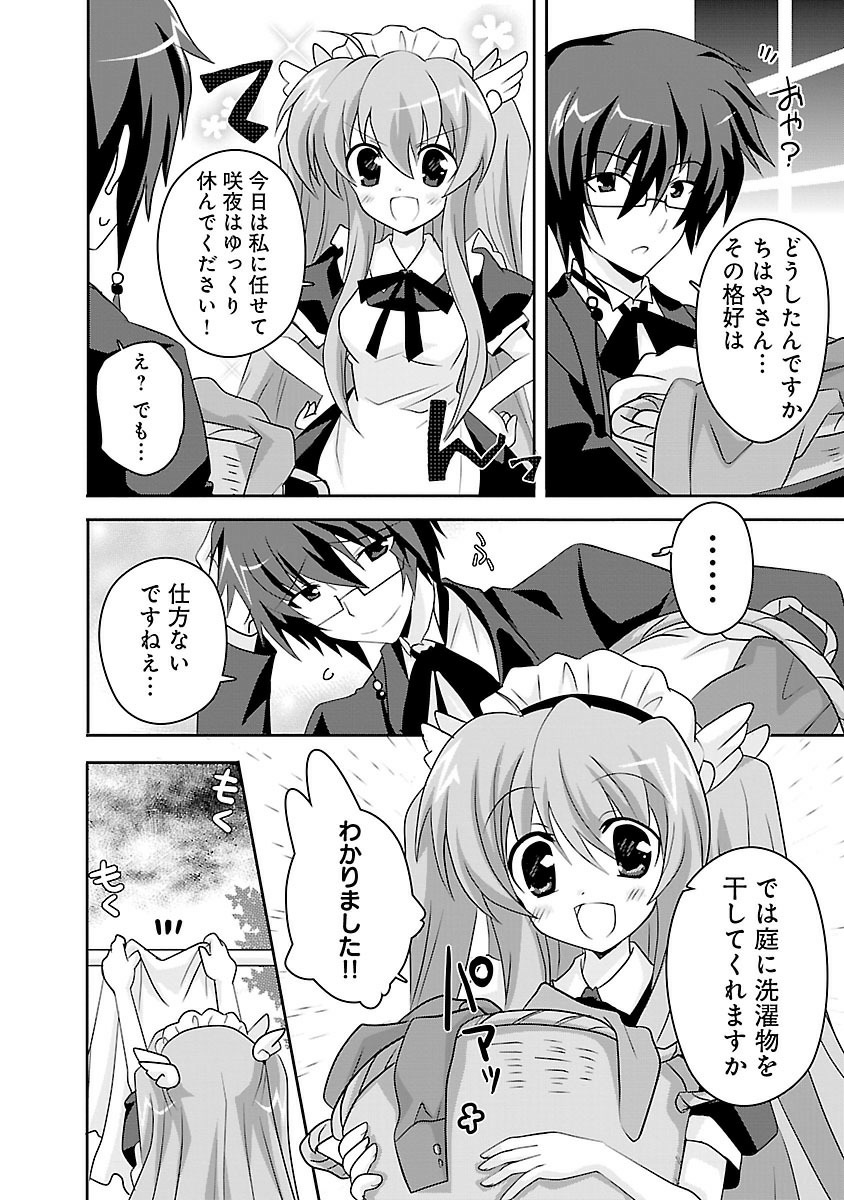 おや？
どうしたんですか
ちはやさん…
その格好は
今日は私に任せて
咲夜はゆっくり
休んでください！
え？でも…
んっ
………
ふぅ
仕方ない
ですねえ…
では庭に洗濯物を
干してくれますか
わかりました!!
パァッ
もくもく